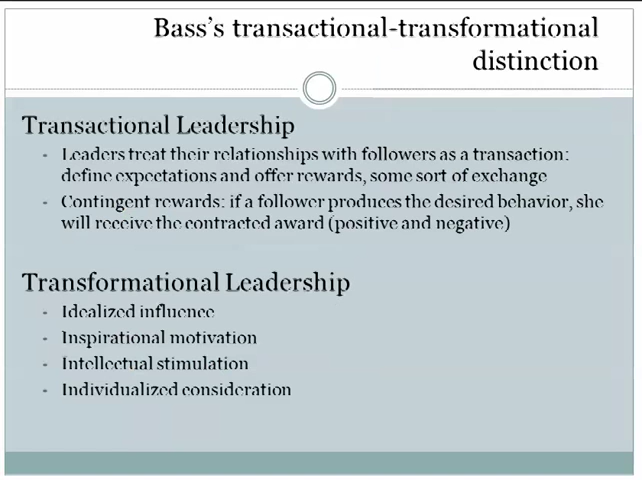 Bass's transactional-transformational
distinction
Transactional Leadership
- Leaders treat their relationships with followers as a transaction:
define expectations and offer rewards, some sort of exchange
- Contingent rewards: if a follower produces the desired behavior, she
will receive the contracted award (positive and negative)
Transformational Leadership
- Idealized influence
- Inspirational motivation
- Intellectual stimulation
- Individualized consideration